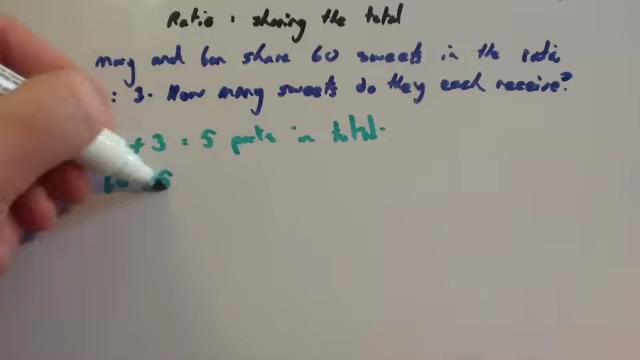 Ratio : sharing the total
Mary and Ben share 60 sweets in the ratio
: 3. How many sweets do they each receive?
+ 3 = 5 parts in total.